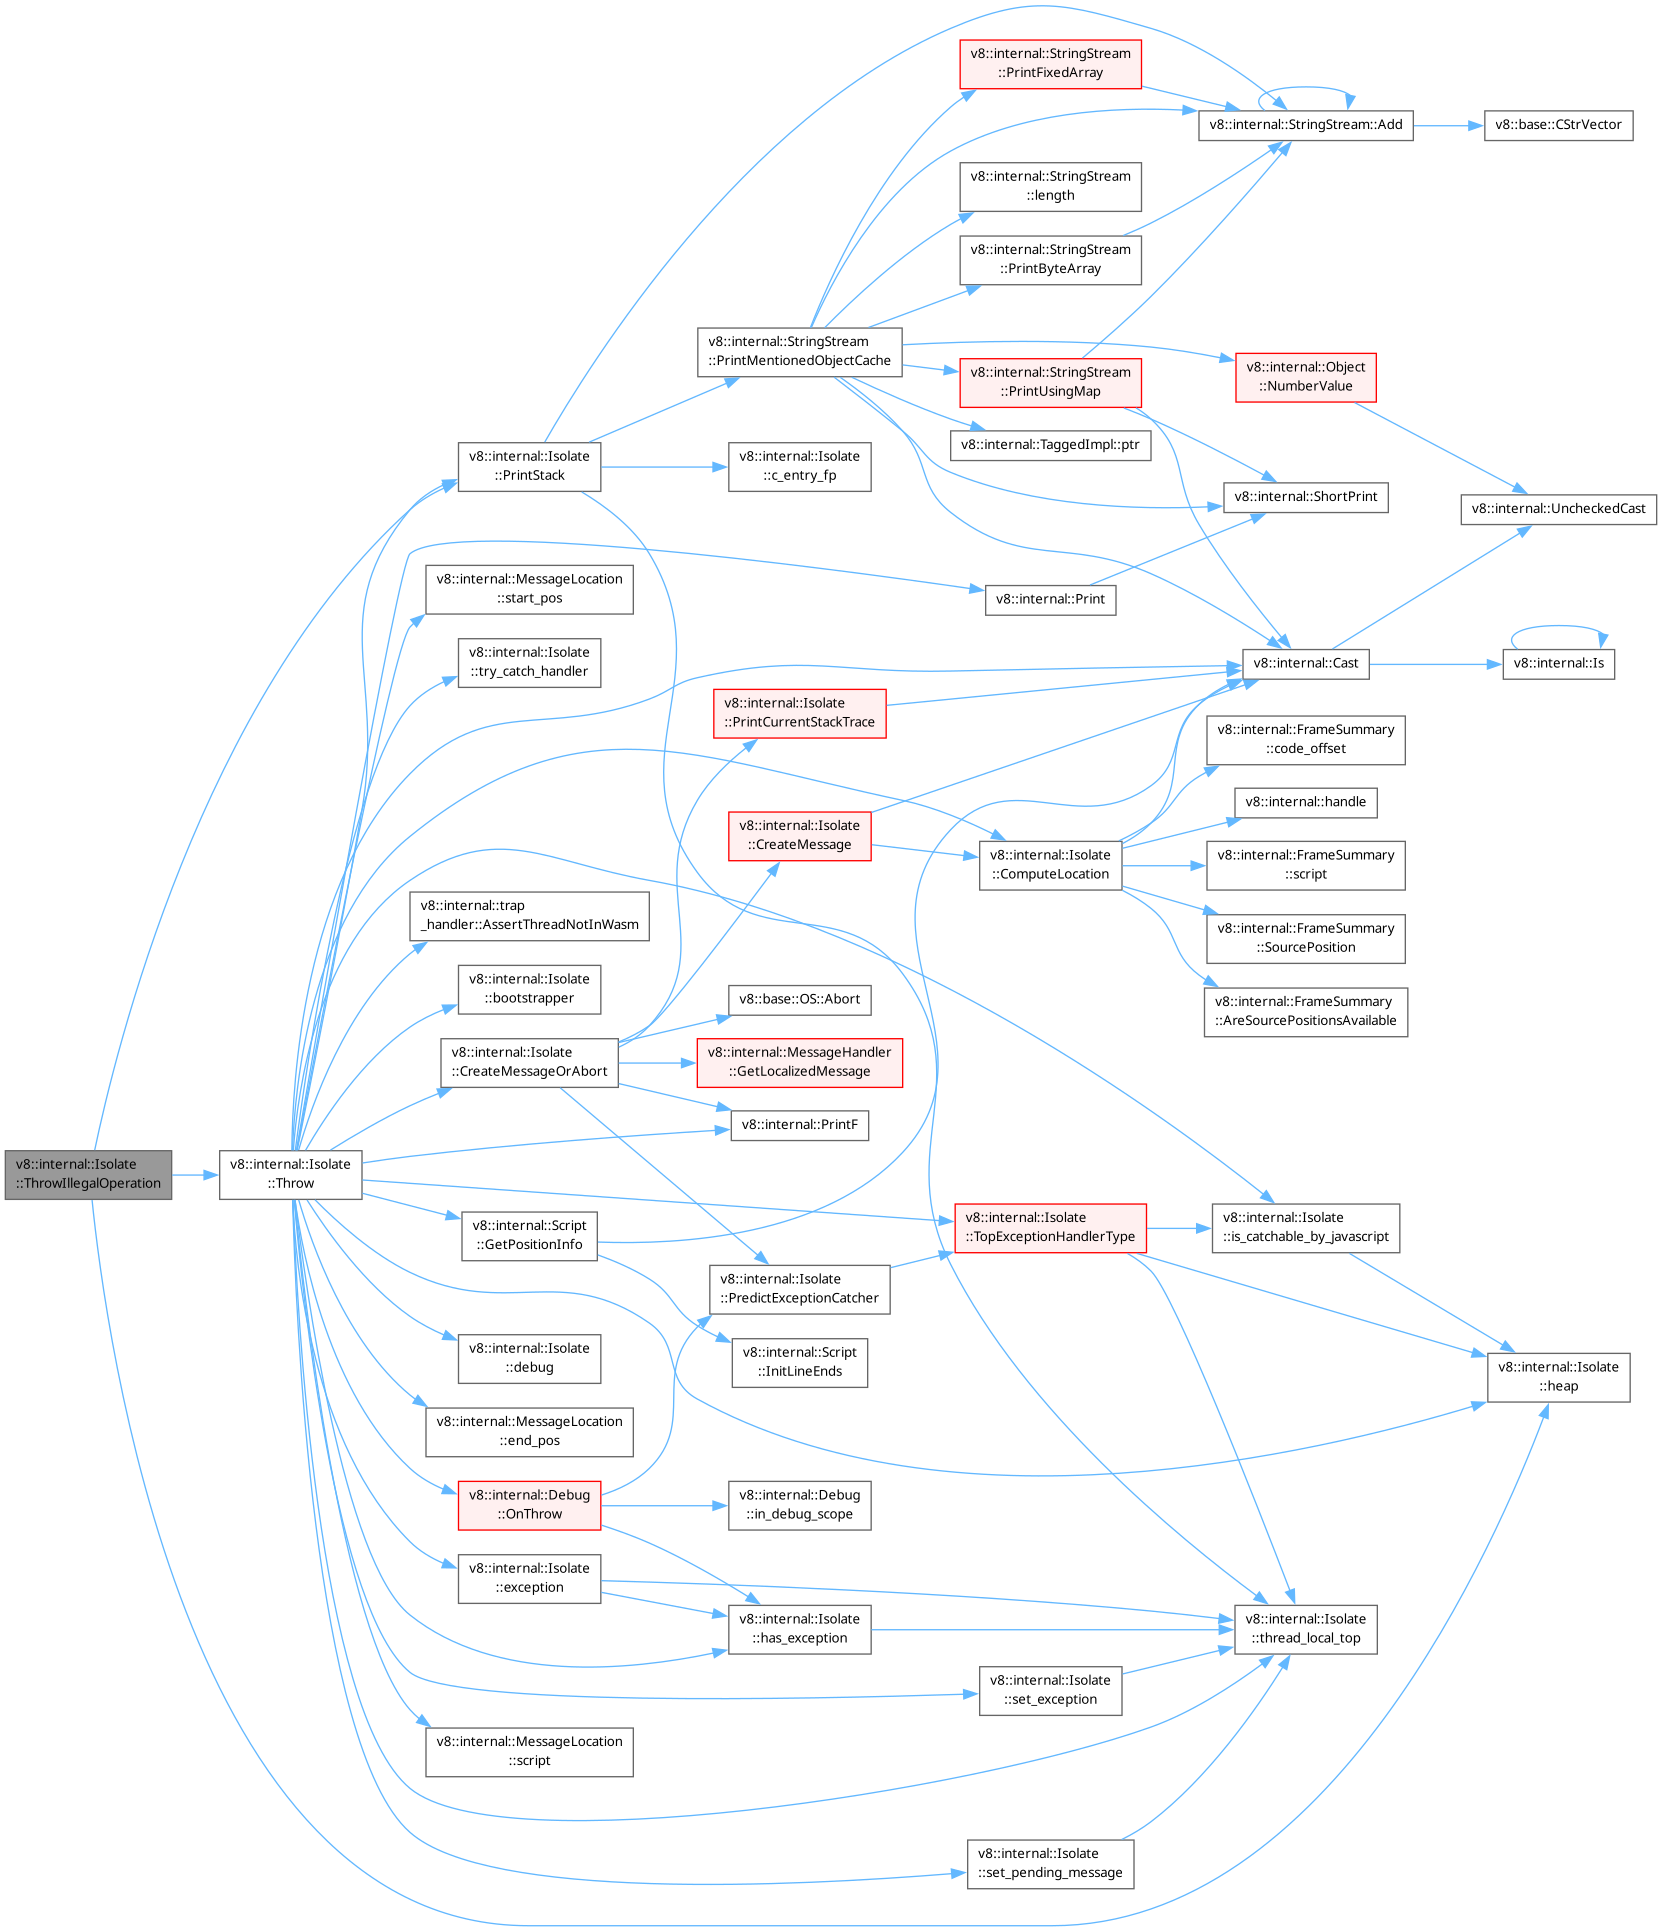 v8::internal::StringStream
::PrintFixedArray
v8::internal::StringStream::Add
v8::base::CStrVector
v8::internal::StringStream
::length
v8::internal::StringStream
::PrintByteArray
v8::internal::StringStream
::PrintMentionedObjectCache
v8::internal::StringStream
::PrintUsingMap
v8::internal::Object
::NumberValue
v8::internal::TaggedImpl::ptr
v8::internal::Isolate
::PrintStack
v8::internal::Isolate
::c_entry_fp
v8::internal::ShortPrint
v8::internal::UncheckedCast
v8::internal::MessageLocation
::start_pos
v8::internal::Print
v8::internal::Isolate
::try_catch_handler
v8::internal::Cast
v8::internal::Is
v8::internal::Isolate
::PrintCurrentStackTrace
v8::internal::FrameSummary
::code_offset
v8::internal::handle
v8::internal::Isolate
::CreateMessage
v8::internal::Isolate
::ComputeLocation
v8::internal::FrameSummary
::script
v8::internal::trap
_handler::AssertThreadNotInWasm
v8::internal::FrameSummary
::SourcePosition
v8::internal::Isolate
::bootstrapper
v8::base::OS::Abort
v8::internal::FrameSummary
::AreSourcePositionsAvailable
v8::internal::Isolate
::CreateMessageOrAbort
v8::internal::MessageHandler
::GetLocalizedMessage
v8::internal::PrintF
v8::internal::Isolate
::ThrowIllegalOperation
v8::internal::Isolate
::Throw
v8::internal::Script
::GetPositionInfo
v8::internal::Isolate
::TopExceptionHandlerType
v8::internal::Isolate
::is_catchable_by_javascript
v8::internal::Isolate
::PredictExceptionCatcher
v8::internal::Isolate
::debug
v8::internal::Script
::InitLineEnds
v8::internal::Isolate
::heap
v8::internal::MessageLocation
::end_pos
v8::internal::Debug
::OnThrow
v8::internal::Debug
::in_debug_scope
v8::internal::Isolate
::exception
v8::internal::Isolate
::has_exception
v8::internal::Isolate
::thread_local_top
v8::internal::Isolate
::set_exception
v8::internal::MessageLocation
::script
v8::internal::Isolate
::set_pending_message